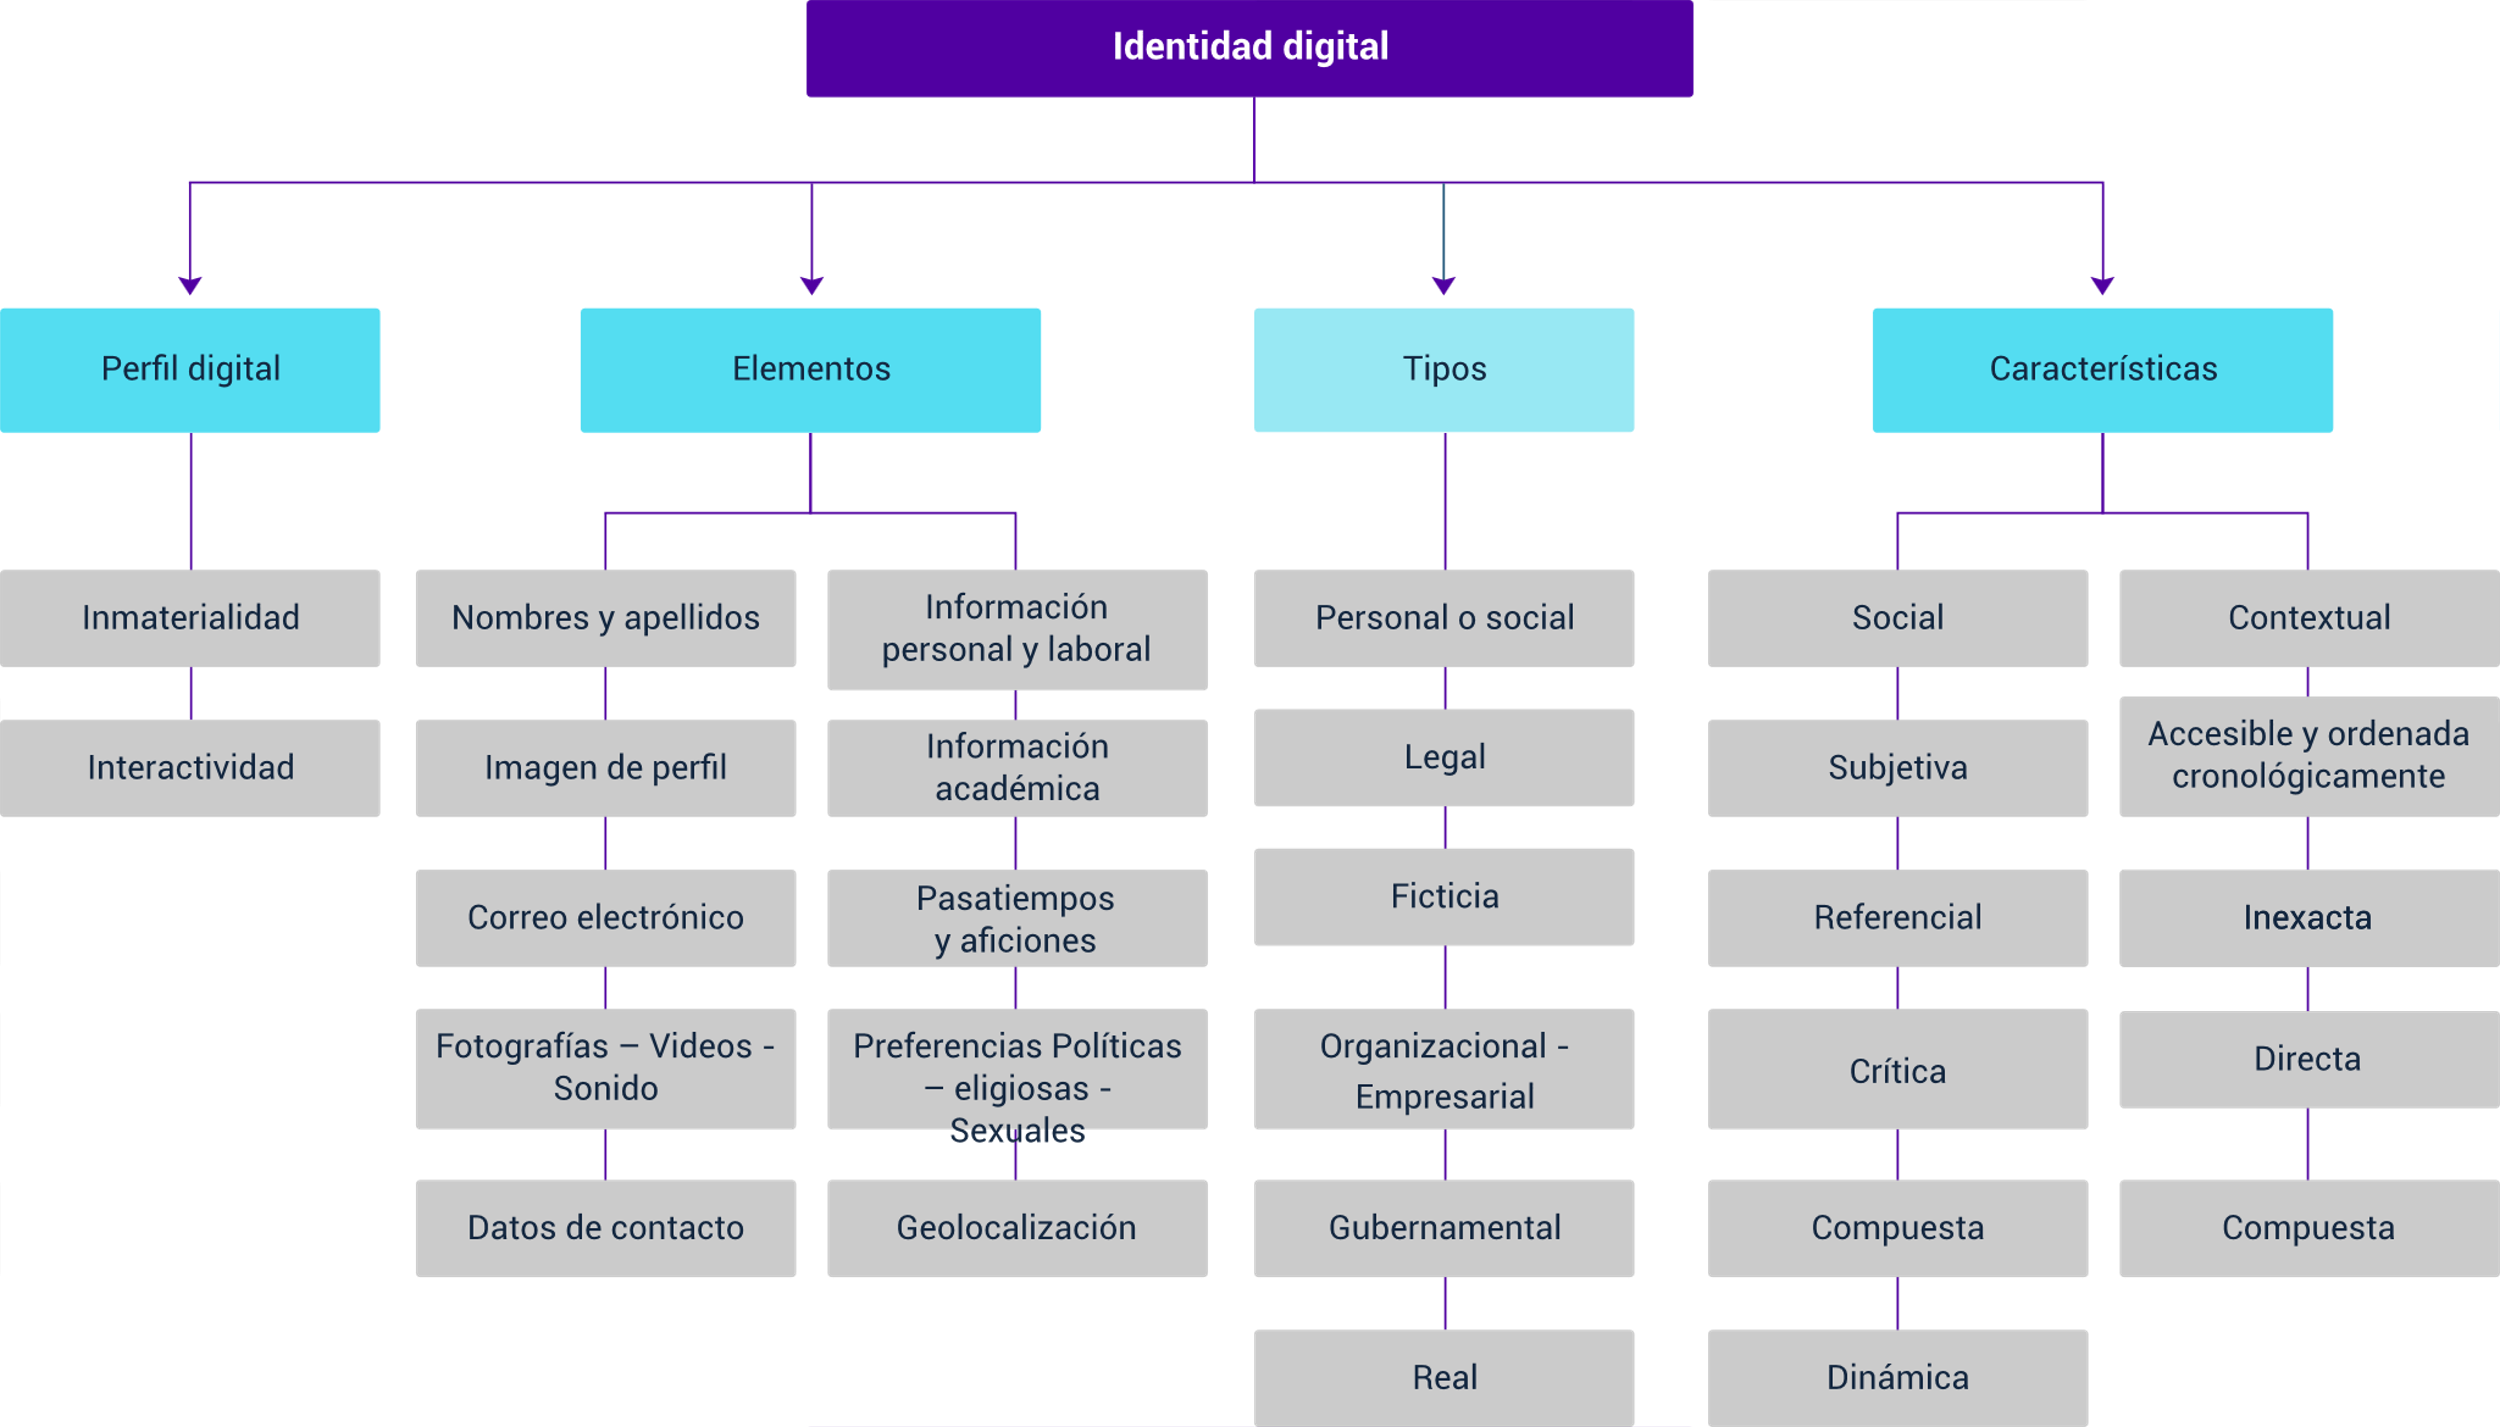 Identidad digital
Perfil digital
Elementos
Tipos
Características
Inmaterialidad
Interactividad
Nombres y apellidos
Imagen de perfil
Correo electrónico
Fotografías – Videos -
Sonido
Datos de contacto
Información
personal y laboral
Información
académica
Pasatiempos
y aficiones
Preferencias Políticas
– eligiosas -
Sexuales
Geolocalización
Personal o social
Legal
Ficticia
Organizacional -
Empresarial
Gubernamental
Real
Social
Subjetiva
Referencial
Crítica
Compuesta
Dinámica
Contextual
Accesible y ordenada
cronológicamente
Inexacta
Directa
Compuesta